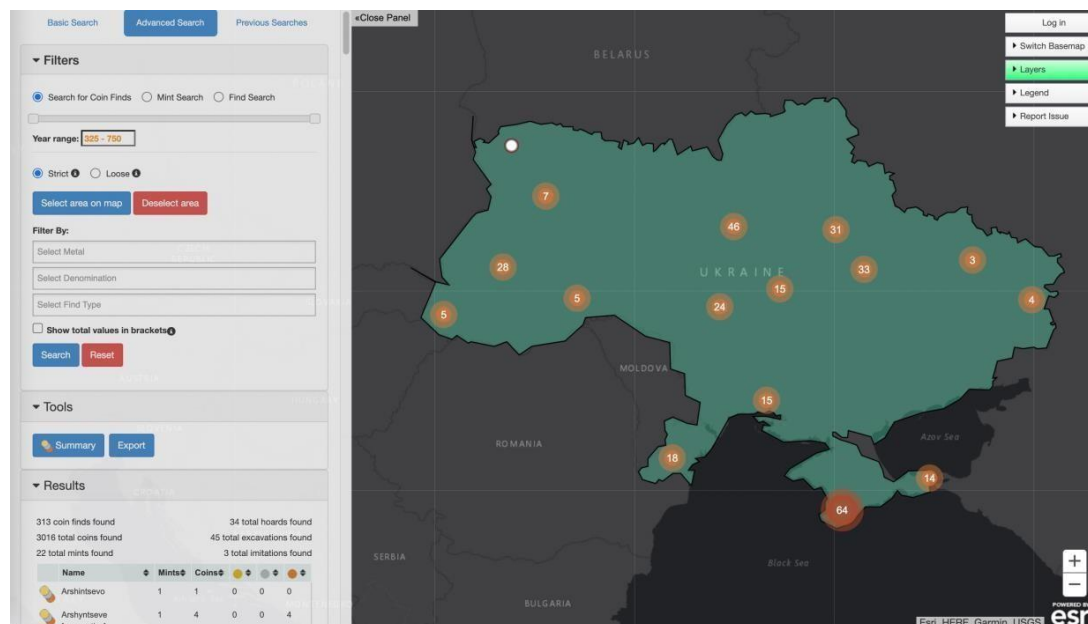 Basic Search
Advanced Search
Previous Searches
«Close Panel
Filters
Search for Coin Finds
Mint Search
Find Search
Year range: 325 - 750
Strict
Loose
Select area on map
Deselect area
Filter By:
Select Metal
Select Denomination
Select Find Type
Show total values in brackets
Search
Reset
Tools
Summary
Export
Results
313 coin finds found
34 total hoards found
3016 total coins found
45 total excavations found
22 total mints found
3 total imitations found
Name Mints Coins
Arshintsevo 1 1 0 0 0
Arshyntseve 1 4 0 0 4
Log in
Switch Basemap
Layers
Legend
Report Issue
BELARUS
7
46
31
28
33
3
UKRAINE
15
5
24
4
5
MOLDOVA
15
ROMANIA
Azov Sea
18
14
64
SERBIA
Black Sea
BULGARIA
+
−
POWERED BY
esri
Esri, HERE, Garmin, USGS